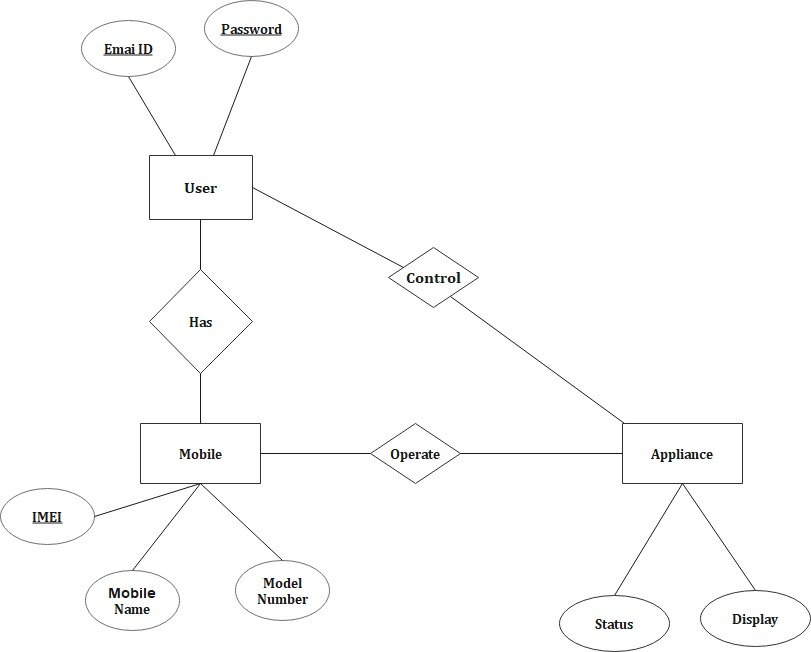 Password
Emai ID
User
Control
Has
Mobile
Operate
Appliance
IMEI
Mobile
Name
Model
Number
Status
Display